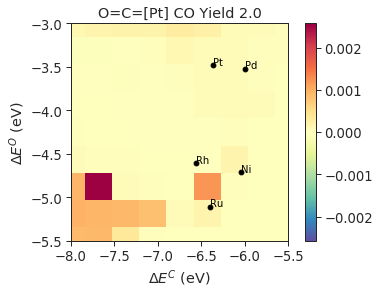 O=C=[Pt] CO Yield 2.0
−3.0
−3.5
−4.0
−4.5
−5.0
−5.5
ΔE^O (eV)
Pt
Pd
Rh
Ni
Ru
−8.0 −7.5 −7.0 −6.5 −6.0 −5.5
ΔE^C (eV)
0.002
0.001
0.000
−0.001
−0.002